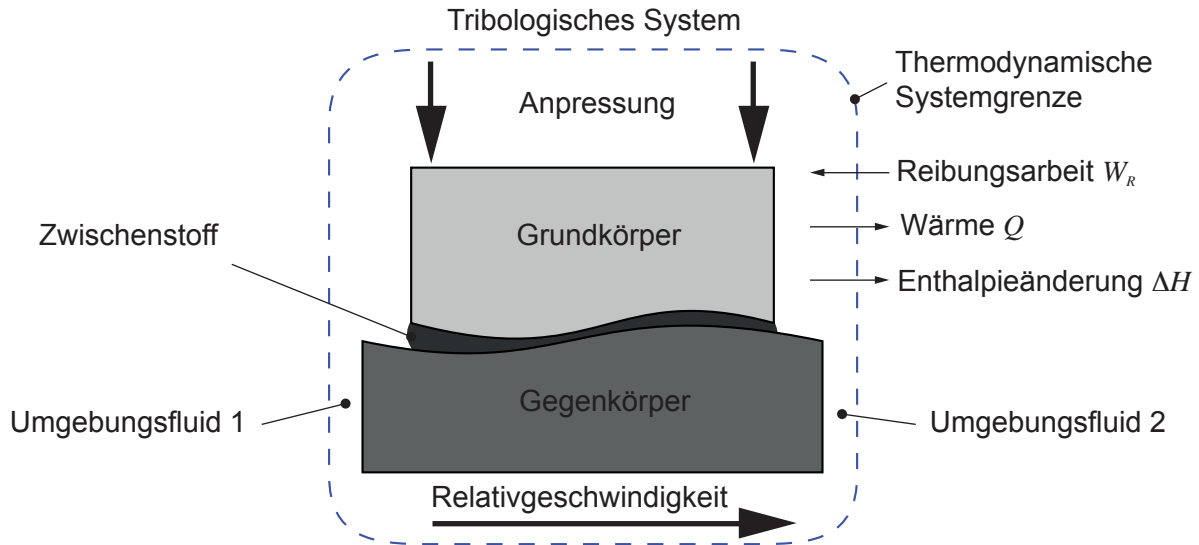 Tribologisches System
Thermodynamische
Systemgrenze
Anpressung
Reibungsarbeit W_R
Zwischenstoff
Grundkörper
Wärme Q
Enthalpieänderung ΔH
Gegenkörper
Umgebungsfluid 1
Umgebungsfluid 2
Relativgeschwindigkeit